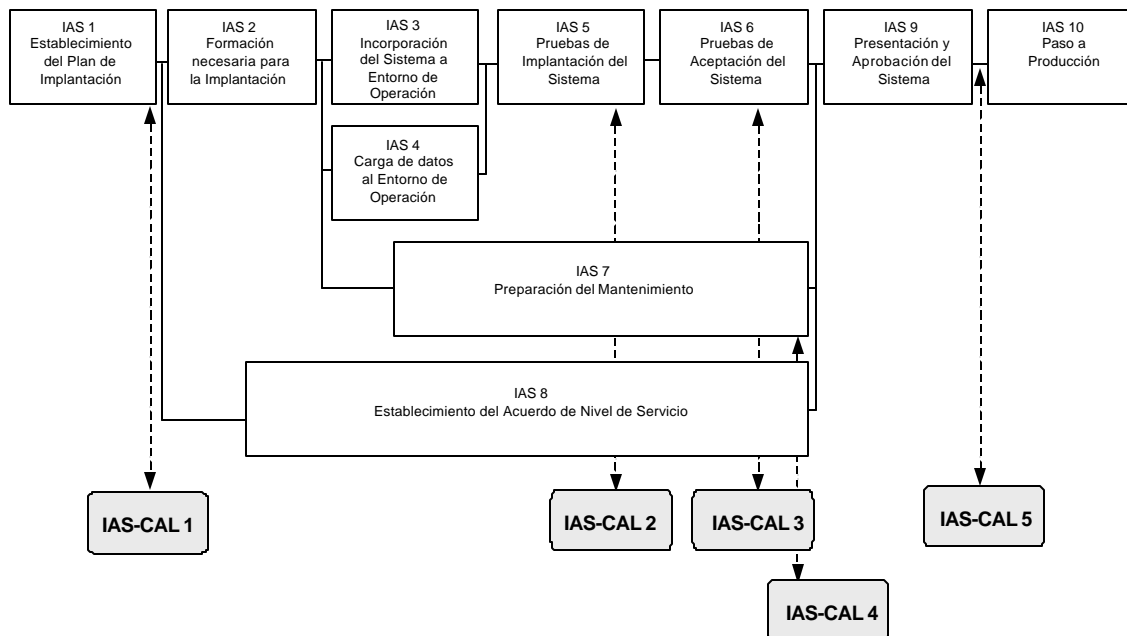 IAS 1
Establecimiento
del Plan de
Implantación
IAS 2
Formación
necesaria para
la Implantación
IAS 3
Incorporación
del Sistema a
Entorno de
Operación
IAS 5
Pruebas de
Implantación del
Sistema
IAS 6
Pruebas de
Aceptación del
Sistema
IAS 9
Presentación y
Aprobación del
Sistema
IAS 10
Paso a
Producción
IAS 4
Carga de datos
al Entorno de
Operación
IAS 7
Preparación del Mantenimiento
IAS 8
Establecimiento del Acuerdo de Nivel de Servicio
IAS-CAL 1
IAS-CAL 2
IAS-CAL 3
IAS-CAL 5
IAS-CAL 4